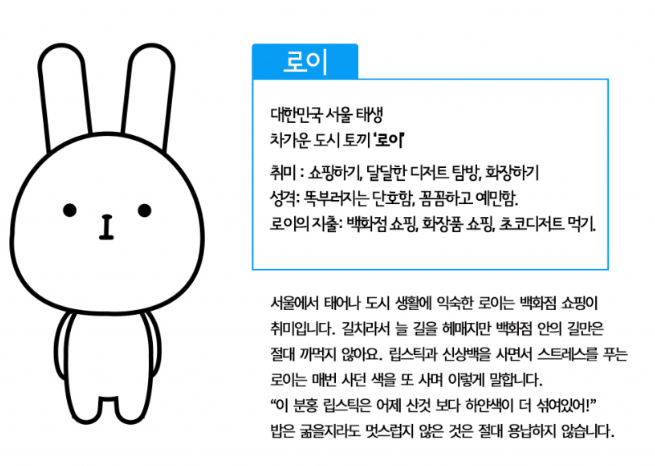 로이
대한민국 서울 태생
차가운 도시 토끼 '로이'
취미 : 쇼핑하기, 달달한 디저트 탐방, 화장하기
성격: 똑부러지는 단호함, 꼼꼼하고 예민함.
로이의 지출: 백화점 쇼핑, 화장품 쇼핑, 초코디저트 먹기.
서울에서 태어나 도시 생활에 익숙한 로이는 백화점 쇼핑이
취미입니다. 길치라서 늘 길을 헤매지만 백화점 안의 길만은
절대 까먹지 않아요. 립스틱과 신상백을 사면서 스트레스를 푸는
로이는 매번 사던 색을 또 사며 이렇게 말합니다.
“이 분홍 립스틱은 어제 산것 보다 하얀색이 더 섞여있어!”
밥은 굶을지라도 멋스럽지 않은 것은 절대 용납하지 않습니다.